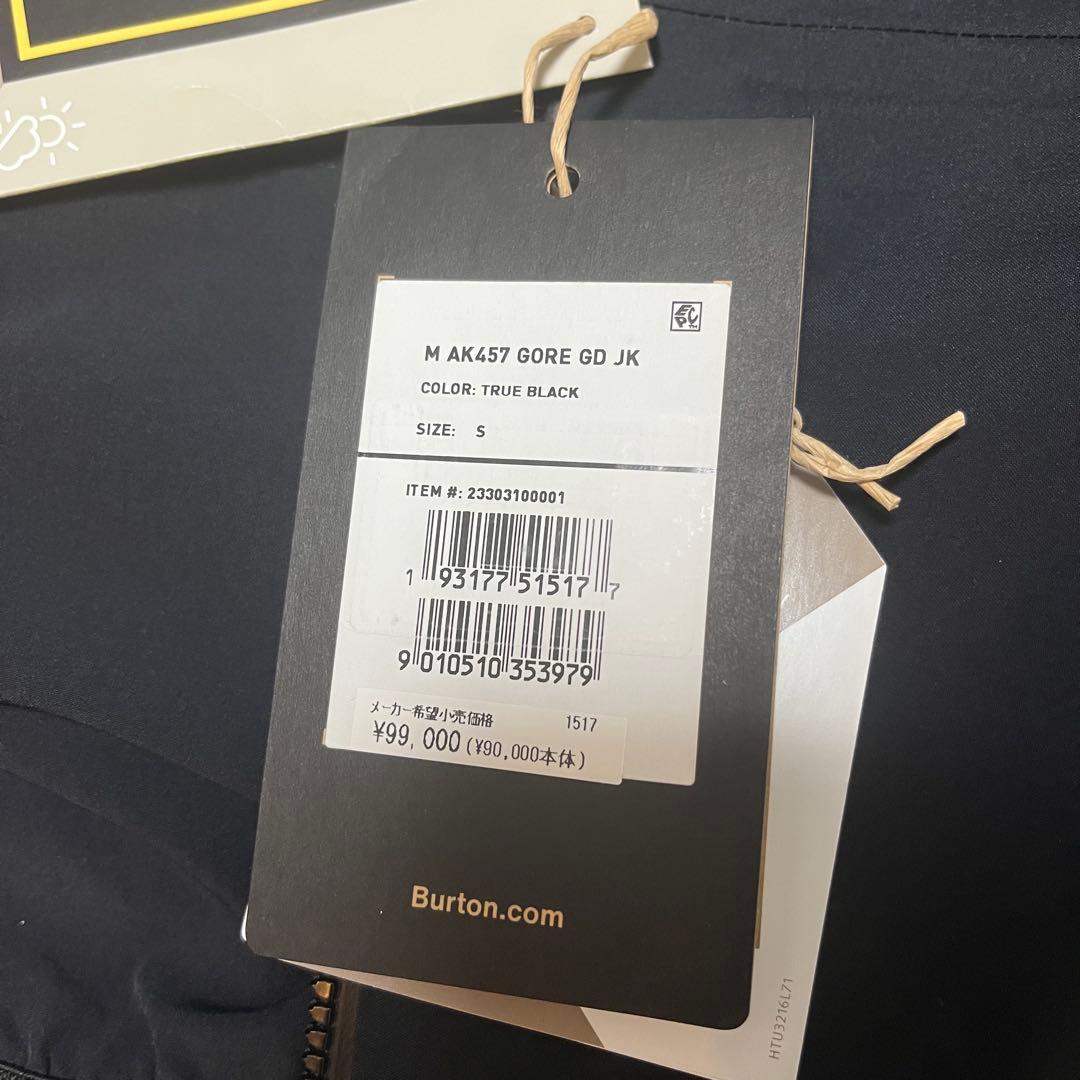 EPC™
M AK457 GORE GD JK
COLOR: TRUE BLACK
SIZE: S
ITEM #: 23303100001
1 93177 51517 7
9 010510 353979
メーカー希望小売価格 1517
¥99,000(¥90,000本体)
Burton.com
HTU3216L71